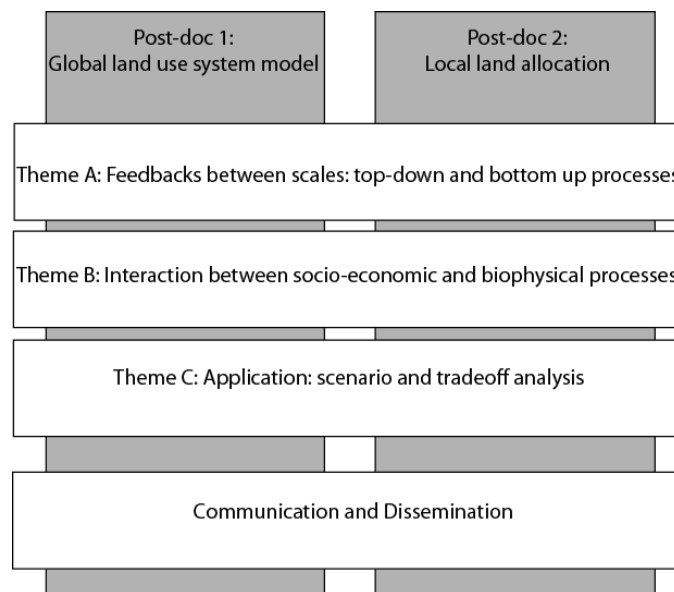 Post-doc 1:
Global land use system model
Post-doc 2:
Local land allocation
Theme A: Feedbacks between scales: top-down and bottom up processes
Theme B: Interaction between socio-economic and biophysical processes
Theme C: Application: scenario and tradeoff analysis
Communication and Dissemination